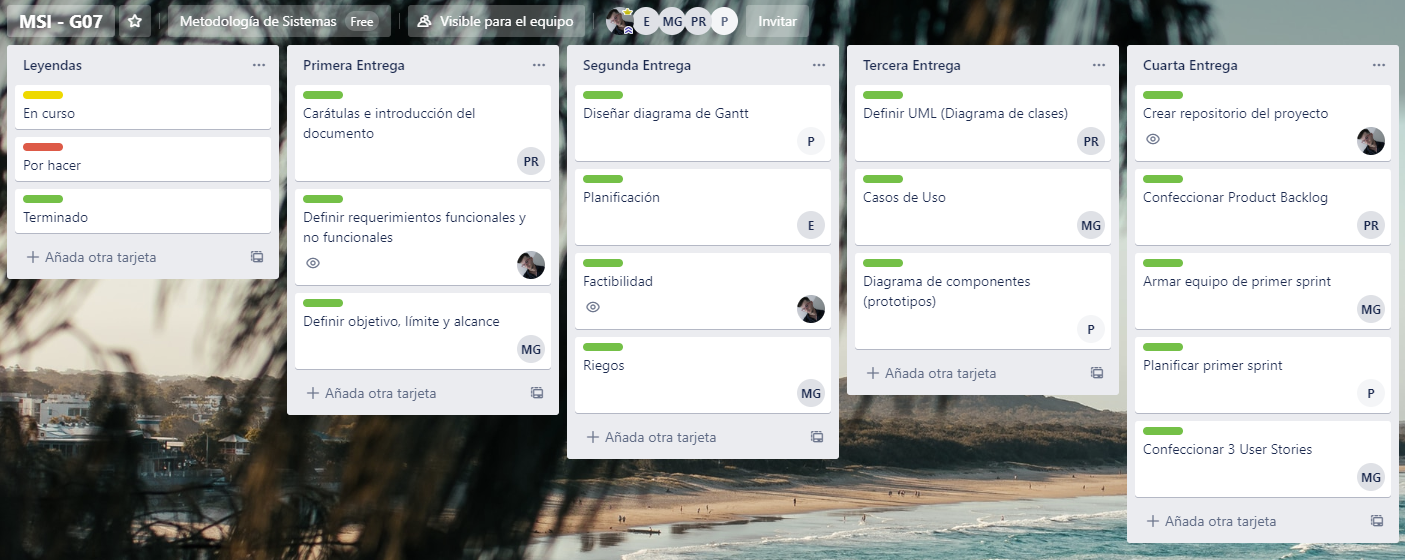 MSI - G07
Metodología de Sistemas Free
Visible para el equipo
E MG PR P
Invitar
Leyendas
En curso
Por hacer
Terminado
Añada otra tarjeta
Primera Entrega
Carátulas e introducción del
documento
PR
Definir requerimientos funcionales y
no funcionales
Definir objetivo, límite y alcance
MG
Añada otra tarjeta
Segunda Entrega
Diseñar diagrama de Gantt
P
Planificación
E
Factibilidad
Riegos
MG
Añada otra tarjeta
Tercera Entrega
Definir UML (Diagrama de clases)
PR
Casos de Uso
MG
Diagrama de componentes
(prototipos)
P
Añada otra tarjeta
Cuarta Entrega
Crear repositorio del proyecto
Confeccionar Product Backlog
PR
Armar equipo de primer sprint
MG
Planificar primer sprint
P
Confeccionar 3 User Stories
MG
Añada otra tarjeta